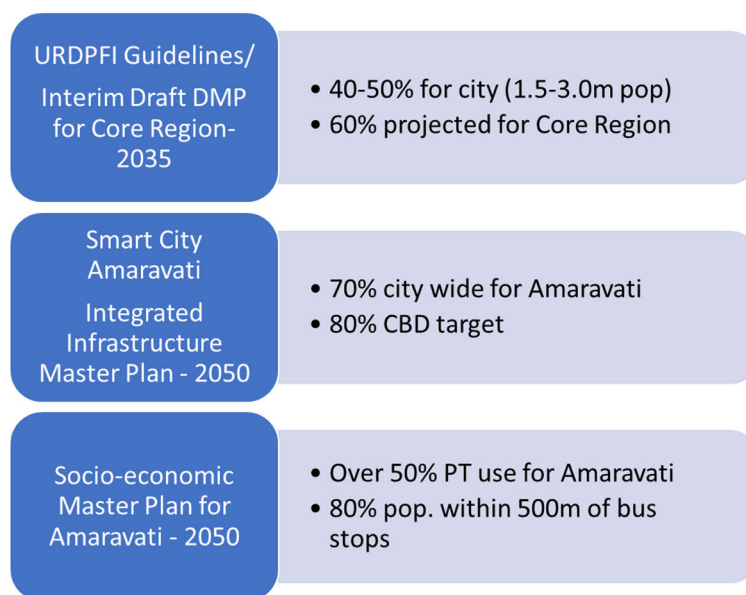 URDPFI Guidelines/
Interim Draft DMP
for Core Region-
2035
• 40-50% for city (1.5-3.0m pop)
• 60% projected for Core Region
Smart City
Amaravati
Integrated
Infrastructure
Master Plan - 2050
• 70% city wide for Amaravati
• 80% CBD target
Socio-economic
Master Plan for
Amaravati - 2050
• Over 50% PT use for Amaravati
• 80% pop. within 500m of bus
stops